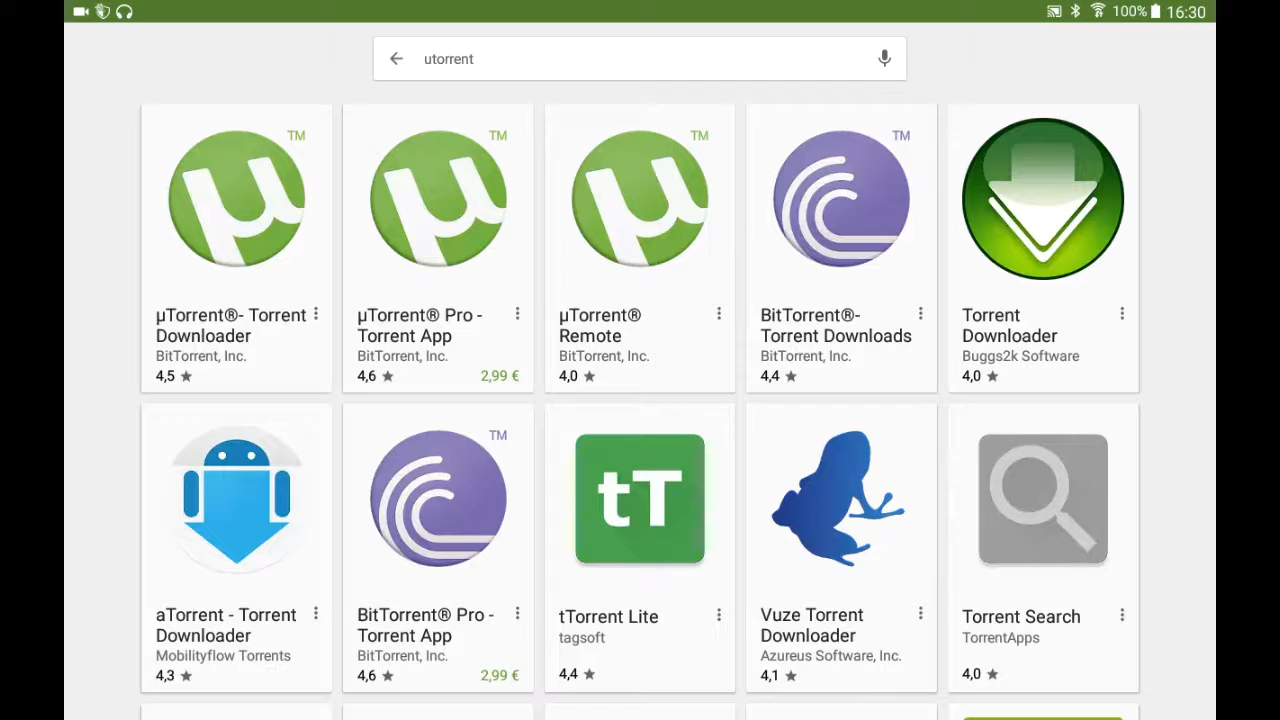 100% 16:30
utorrent
TM TM TM TM
µTorrent®- Torrent Downloader
BitTorrent, Inc.
4,5
µTorrent® Pro - Torrent App
BitTorrent, Inc.
4,6 2,99 €
µTorrent® Remote
BitTorrent, Inc.
4,0
BitTorrent®- Torrent Downloads
BitTorrent, Inc.
4,4
Torrent Downloader
Buggs2k Software
4,0
aTorrent - Torrent Downloader
Mobilityflow Torrents
4,3
TM
BitTorrent® Pro - Torrent App
BitTorrent, Inc.
4,6 2,99 €
tT
tTorrent Lite
tagsoft
4,4
Vuze Torrent Downloader
Azureus Software, Inc.
4,1
Torrent Search
TorrentApps
4,0